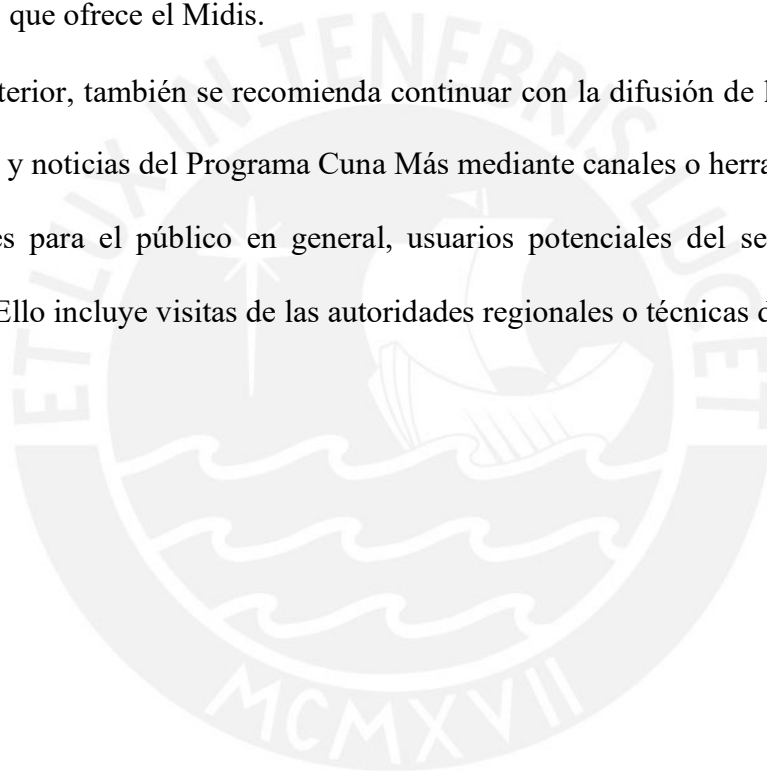 que ofrece el Midis.
terior, también se recomienda continuar con la difusión de l
y noticias del Programa Cuna Más mediante canales o herra
es para el público en general, usuarios potenciales del se
Ello incluye visitas de las autoridades regionales o técnicas d
ET LUX IN TENEBRIS LUCET
MCMXVII